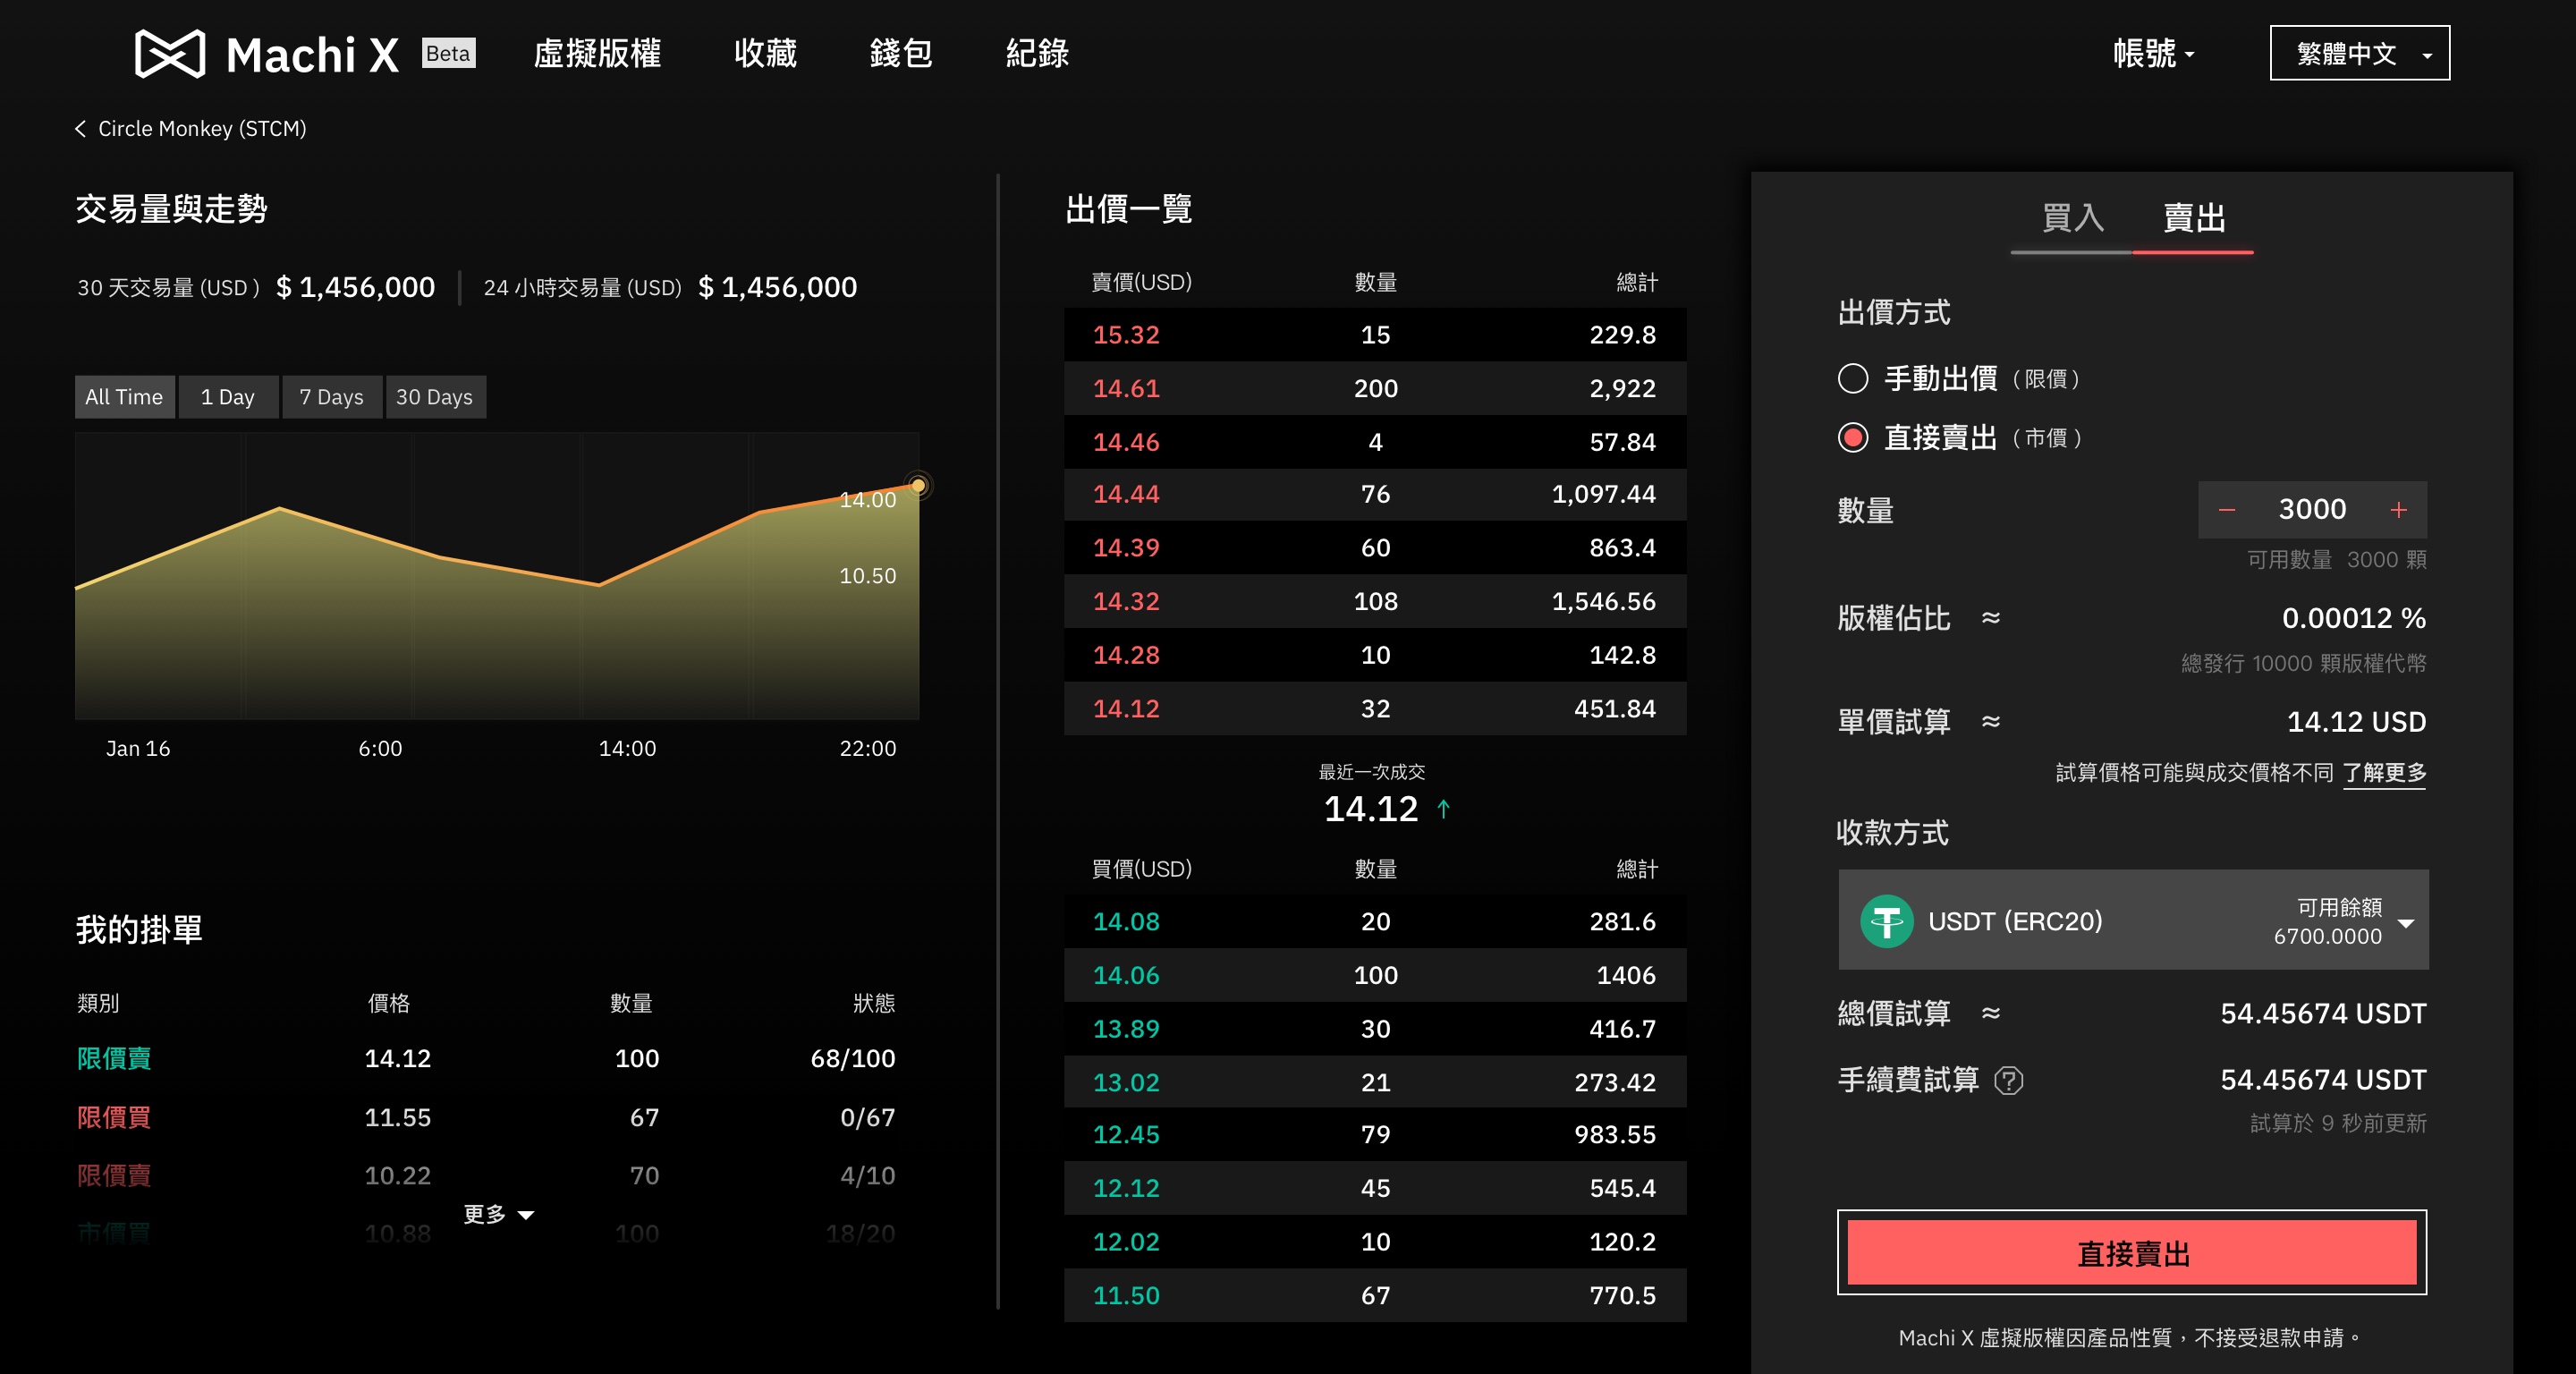 Machi X Beta 虛擬版權 收藏 錢包 紀錄 帳號 繁體中文
Circle Monkey (STCM)
交易量與走勢
30 天交易量 (USD ) $ 1,456,000 24 小時交易量 (USD) $ 1,456,000
All Time 1 Day 7 Days 30 Days
14.00
10.50
Jan 16 6:00 14:00 22:00
我的掛單
類別 價格 數量 狀態
限價賣 14.12 100 68/100
限價買 11.55 67 0/67
限價賣 10.22 70 4/10
更多
市價買 10.88 100 18/20
出價一覽
賣價(USD) 數量 總計
15.32 15 229.8
14.61 200 2,922
14.46 4 57.84
14.44 76 1,097.44
14.39 60 863.4
14.32 108 1,546.56
14.28 10 142.8
14.12 32 451.84
最近一次成交
14.12 ↑
買價(USD) 數量 總計
14.08 20 281.6
14.06 100 1406
13.89 30 416.7
13.02 21 273.42
12.45 79 983.55
12.12 45 545.4
12.02 10 120.2
11.50 67 770.5
買入 賣出
出價方式
手動出價 ( 限價 )
直接賣出 ( 市價 )
數量 − 3000 +
可用數量 3000 顆
版權佔比 ≈ 0.00012 %
總發行 10000 顆版權代幣
單價試算 ≈ 14.12 USD
試算價格可能與成交價格不同 了解更多
收款方式
USDT (ERC20) 可用餘額
6700.0000
總價試算 ≈ 54.45674 USDT
手續費試算 ? 54.45674 USDT
試算於 9 秒前更新
直接賣出
Machi X 虛擬版權因產品性質，不接受退款申請。